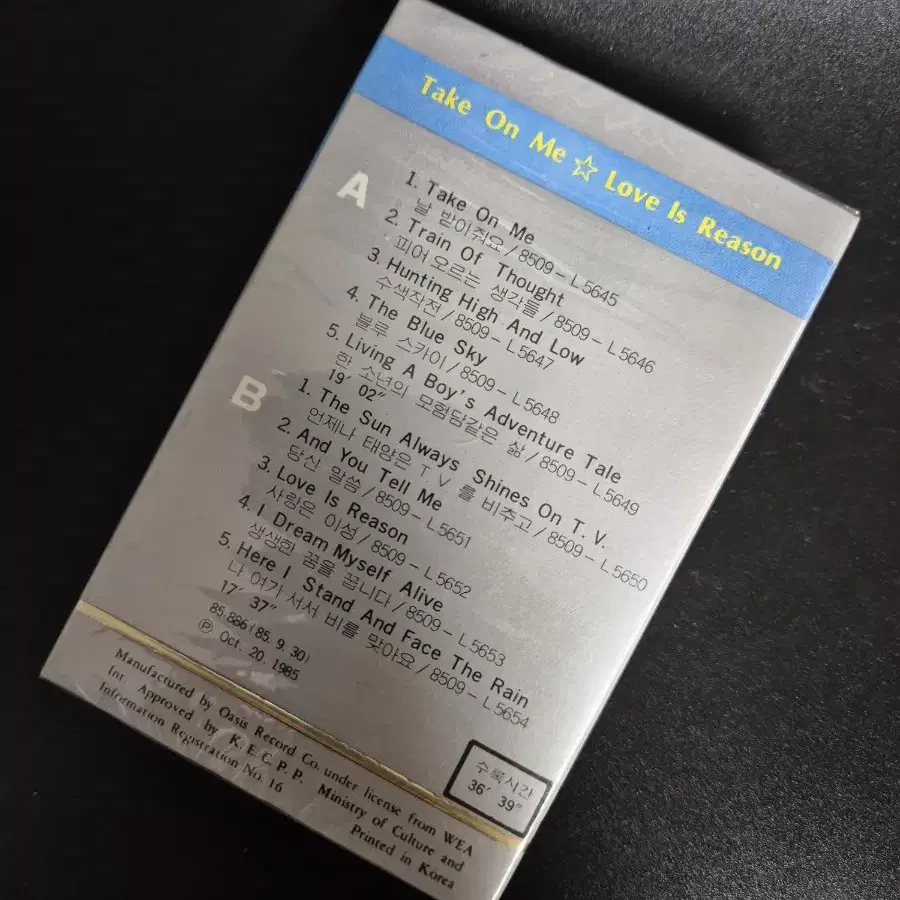 Take On Me ☆ Love Is Reason
A
1. Take On Me
날 받아줘요/8509-L5645
2. Train Of Thought
피어오르는 생각들/8509-L5646
3. Hunting High And Low
수색작전/8509-L5647
4. The Blue Sky
블루 스카이/8509-L5648
5. Living A Boy's Adventure Tale
한 소년의 모험담같은 삶/8509-L5649
19' 02"
B
1. The Sun Always Shines On T. V.
언제나 태양은 T V 를 비추고/8509-L5650
2. And You Tell Me
당신 말씀/8509-L5651
3. Love Is Reason
사랑은 이성/8509-L5652
4. I Dream Myself Alive
생생한 꿈을 꿉니다/8509-L5653
5. Here I Stand And Face The Rain
나 여기 서서 비를 맞아요/8509-L5654
17' 37"
85-886(85. 9. 30)
Ⓟ Oct. 20. 1985
수록시간
36' 39"
Manufactured by Oasis Record Co. under license from WEA
Int. Approved by K. E. C. P. P. Ministry of Culture and
Information Registration No. 16 Printed in Korea